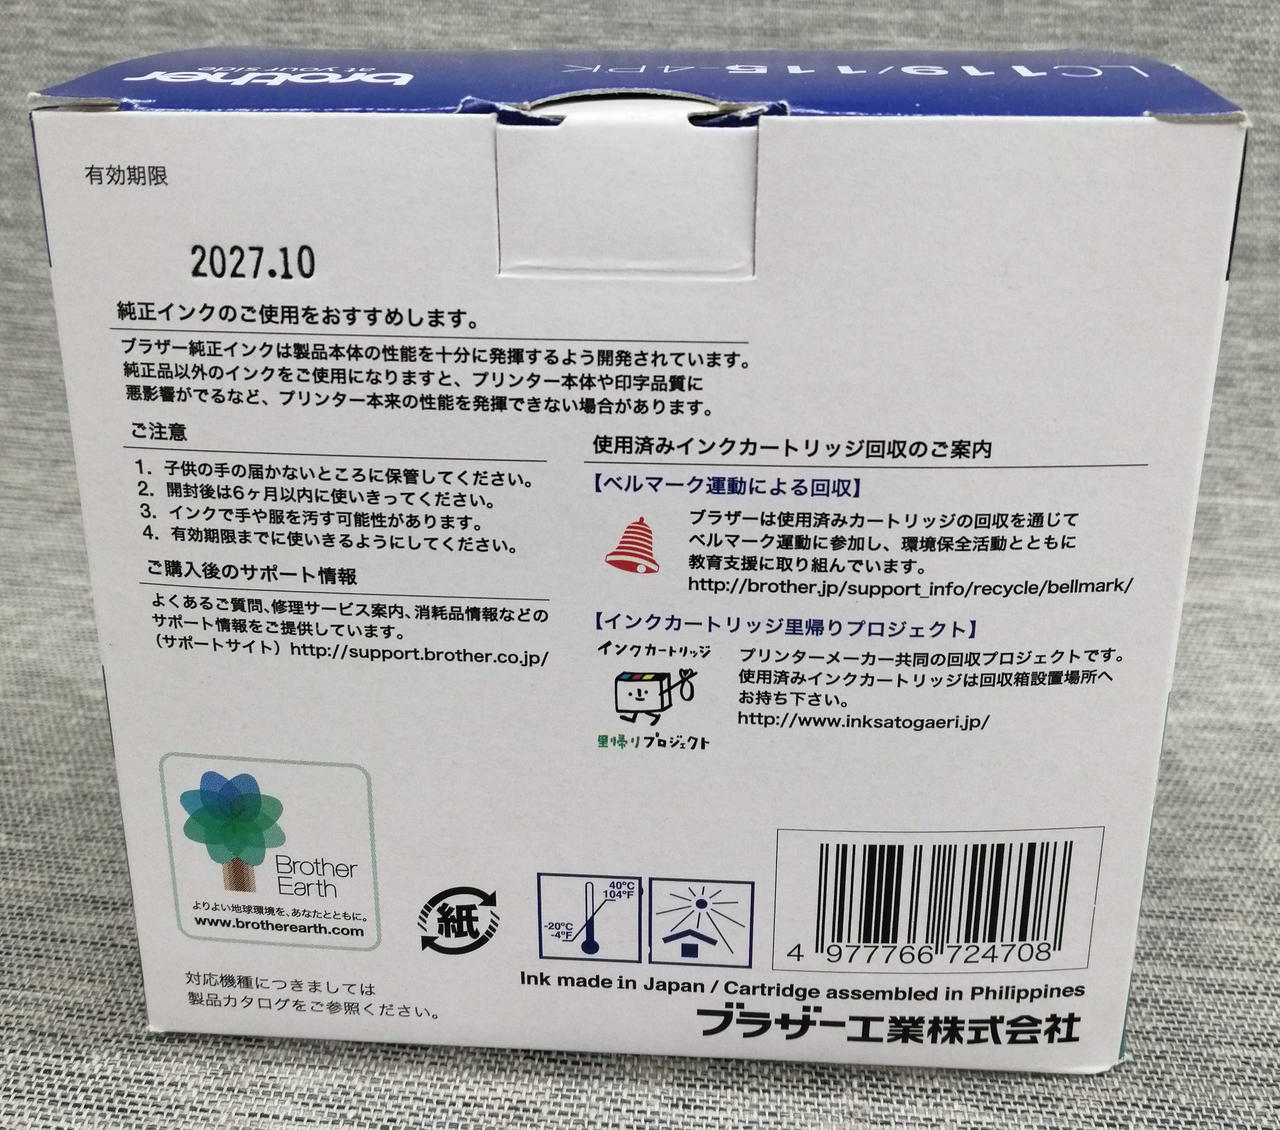 brother
at your side
LC119/115-4PK
有効期限
2027.10
純正インクのご使用をおすすめします。
ブラザー純正インクは製品本体の性能を十分に発揮するよう開発されています。
純正品以外のインクをご使用になりますと、プリンター本体や印字品質に
悪影響がでるなど、プリンター本来の性能を発揮できない場合があります。
ご注意
1. 子供の手の届かないところに保管してください。
2. 開封後は6ヶ月以内に使いきってください。
3. インクで手や服を汚す可能性があります。
4. 有効期限までに使いきるようにしてください。
ご購入後のサポート情報
よくあるご質問、修理サービス案内、消耗品情報などの
サポート情報をご提供しています。
（サポートサイト）http://support.brother.co.jp/
使用済みインクカートリッジ回収のご案内
【ベルマーク運動による回収】
ブラザーは使用済みカートリッジの回収を通じて
ベルマーク運動に参加し、環境保全活動とともに
教育支援に取り組んでいます。
http://brother.jp/support_info/recycle/bellmark/
【インクカートリッジ里帰りプロジェクト】
インクカートリッジ
里帰りプロジェクト
プリンターメーカー共同の回収プロジェクトです。
使用済みインクカートリッジは回収箱設置場所へ
お持ち下さい。
http://www.inksatogaeri.jp/
Brother
Earth
よりよい地球環境を、あなたとともに。
www.brotherearth.com
紙
40°C
104°F
-20°C
-4°F
4 977766 724708
対応機種につきましては
製品カタログをご参照ください。
Ink made in Japan / Cartridge assembled in Philippines
ブラザー工業株式会社